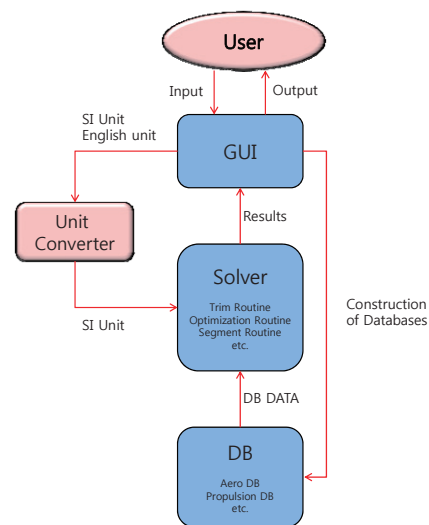 User
Input
Output
SI Unit
English unit
GUI
Unit
Converter
Results
Solver
Trim Routine
Optimization Routine
Segment Routine
etc.
SI Unit
Construction
of Databases
DB DATA
DB
Aero DB
Propulsion DB
etc.